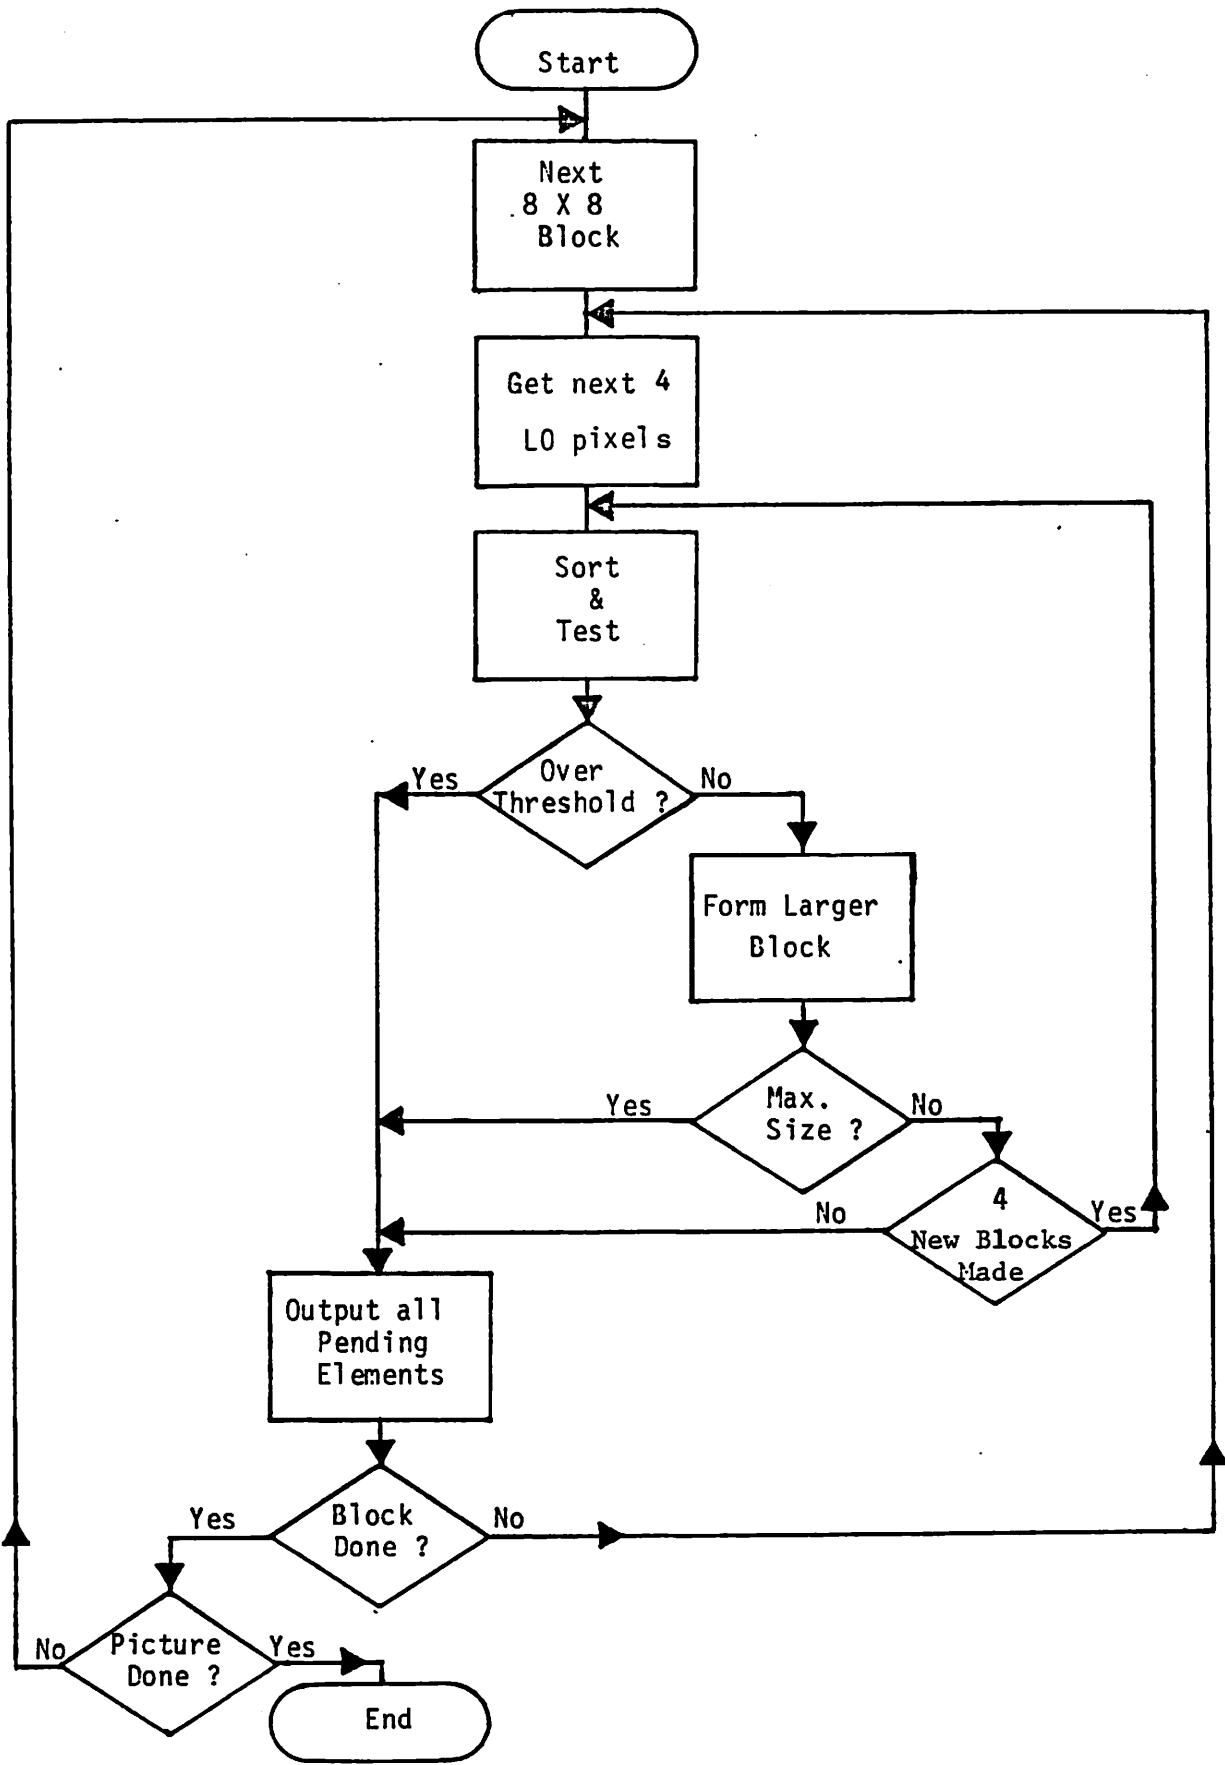 Start
Next
8 X 8
Block
Get next 4
L0 pixels
Sort
&
Test
Over
Threshold ?
Yes
No
Form Larger
Block
Max.
Size ?
Yes
No
4
New Blocks
Made
No
Yes
Output all
Pending
Elements
Block
Done ?
Yes
No
Picture
Done ?
No
Yes
End